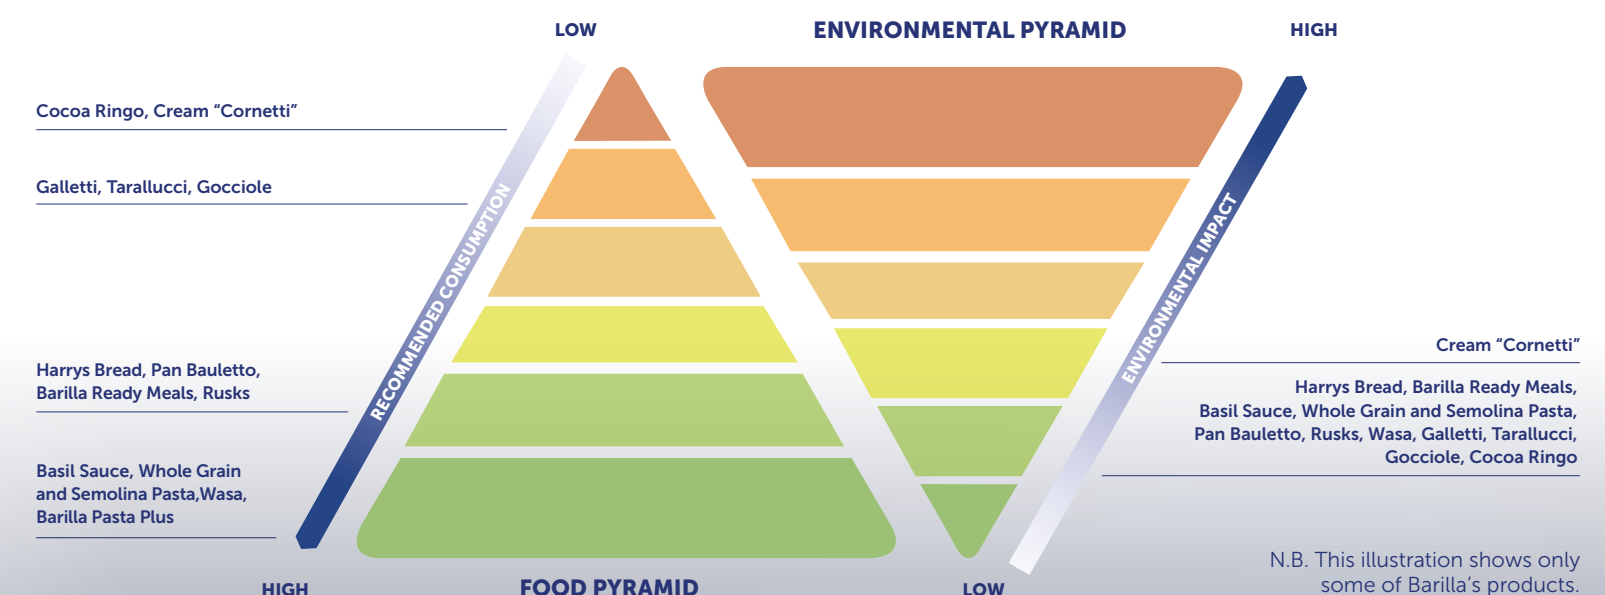 LOW
ENVIRONMENTAL PYRAMID
HIGH
Cocoa Ringo, Cream “Cornetti”
Galletti, Tarallucci, Gocciole
RECOMMENDED CONSUMPTION
ENVIRONMENTAL IMPACT
Harrys Bread, Pan Bauletto,
Barilla Ready Meals, Rusks
Basil Sauce, Whole Grain
and Semolina Pasta,Wasa,
Barilla Pasta Plus
Cream “Cornetti”
Harrys Bread, Barilla Ready Meals,
Basil Sauce, Whole Grain and Semolina Pasta,
Pan Bauletto, Rusks, Wasa, Galletti, Tarallucci,
Gocciole, Cocoa Ringo
N.B. This illustration shows only
some of Barilla’s products.
HIGH
FOOD PYRAMID
LOW